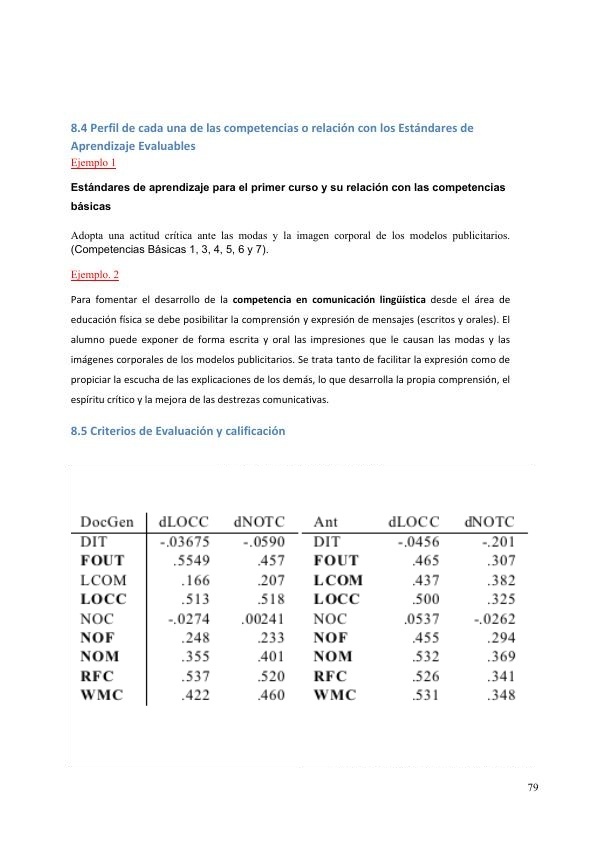 8.4 Perfil de cada una de las competencias o relación con los Estándares de
Aprendizaje Evaluables
Ejemplo 1
Estándares de aprendizaje para el primer curso y su relación con las competencias
básicas
Adopta una actitud crítica ante las modas y la imagen corporal de los modelos publicitarios.
(Competencias Básicas 1, 3, 4, 5, 6 y 7).
Ejemplo. 2
Para fomentar el desarrollo de la competencia en comunicación lingüística desde el área de
educación física se debe posibilitar la comprensión y expresión de mensajes (escritos y orales). El
alumno puede exponer de forma escrita y oral las impresiones que le causan las modas y las
imágenes corporales de los modelos publicitarios. Se trata tanto de facilitar la expresión como de
propiciar la escucha de las explicaciones de los demás, lo que desarrolla la propia comprensión, el
espíritu crítico y la mejora de las destrezas comunicativas.
8.5 Criterios de Evaluación y calificación
DocGen dLOCC dNOTC Ant dLOCC dNOTC
DIT -.03675 -.0590 DIT -.0456 -.201
FOUT .5549 .457 FOUT .465 .307
LCOM .166 .207 LCOM .437 .382
LOCC .513 .518 LOCC .500 .325
NOC -.0274 .00241 NOC .0537 -.0262
NOF .248 .233 NOF .455 .294
NOM .355 .401 NOM .532 .369
RFC .537 .520 RFC .526 .341
WMC .422 .460 WMC .531 .348
79